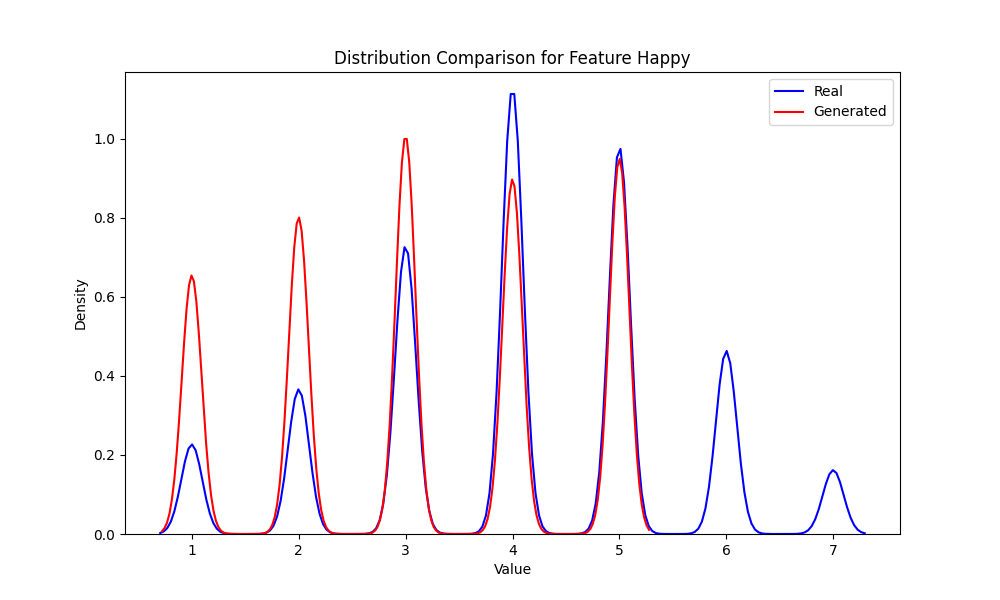 Distribution Comparison for Feature Happy
Real
Generated
Density
1.0
0.8
0.6
0.4
0.2
0.0
1 2 3 4 5 6 7
Value